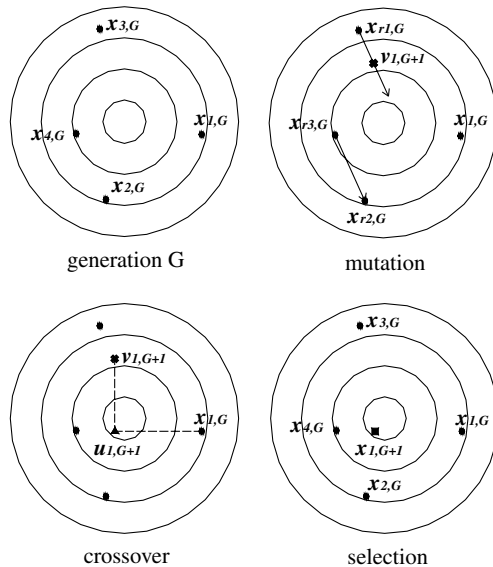 x3,G
x4,G
x1,G
x2,G
generation G
xr1,G
v1,G+1
xr3,G
x1,G
xr2,G
mutation
v1,G+1
x1,G
u1,G+1
crossover
x3,G
x4,G
x1,G
x1,G+1
x2,G
selection